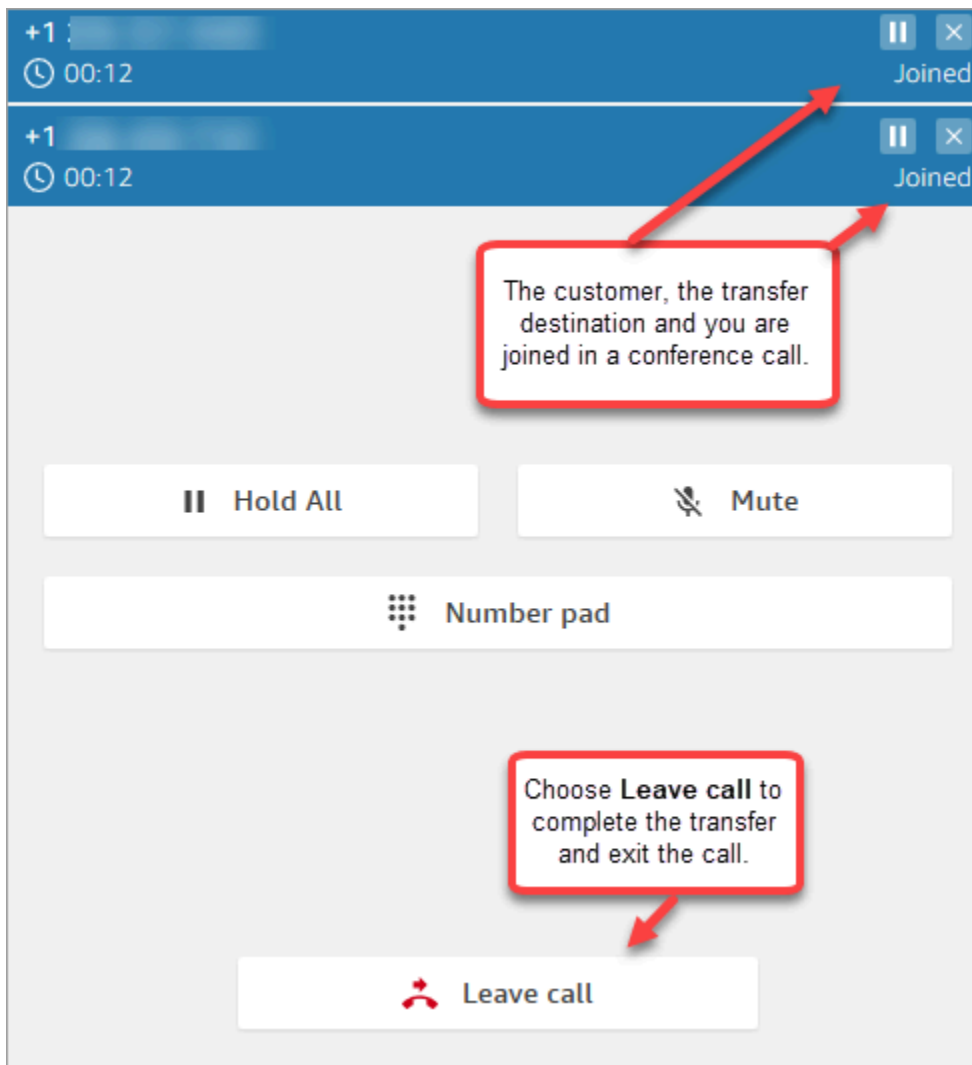 +1
00:12
Joined
+1
00:12
Joined
The customer, the transfer
destination and you are
joined in a conference call.
Hold All
Mute
Number pad
Choose Leave call to
complete the transfer
and exit the call.
Leave call